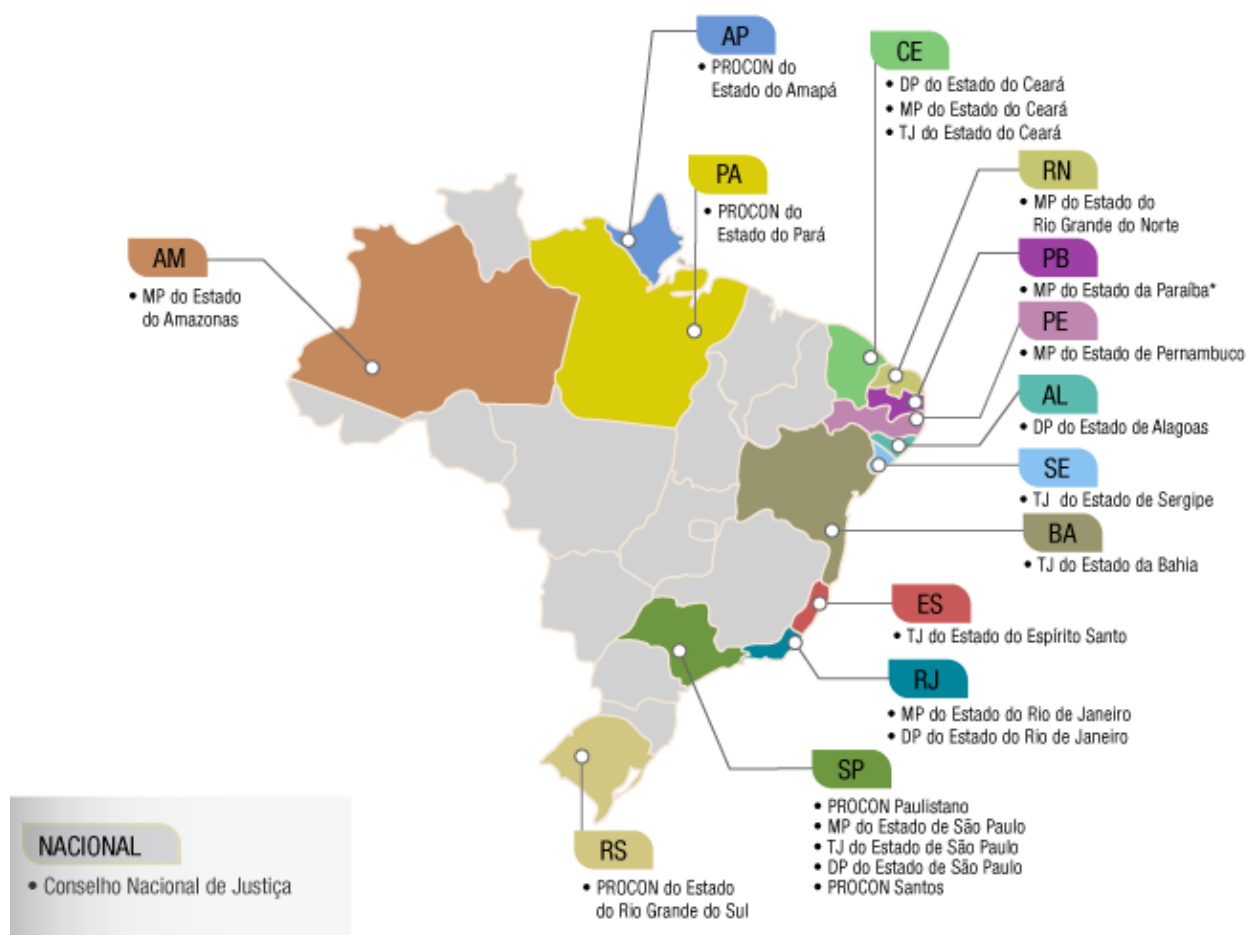 AP
• PROCON do
Estado do Amapá
CE
• DP do Estado do Ceará
• MP do Estado do Ceará
• TJ do Estado do Ceará
PA
• PROCON do
Estado do Pará
RN
• MP do Estado do
Rio Grande do Norte
AM
• MP do Estado
do Amazonas
PB
• MP do Estado da Paraíba*
PE
• MP do Estado de Pernambuco
AL
• DP do Estado de Alagoas
SE
• TJ do Estado de Sergipe
BA
• TJ do Estado da Bahia
ES
• TJ do Estado do Espírito Santo
RJ
• MP do Estado do Rio de Janeiro
• DP do Estado do Rio de Janeiro
SP
• PROCON Paulistano
• MP do Estado de São Paulo
• TJ do Estado de São Paulo
• DP do Estado de São Paulo
• PROCON Santos
RS
• PROCON do Estado
do Rio Grande do Sul
NACIONAL
• Conselho Nacional de Justiça